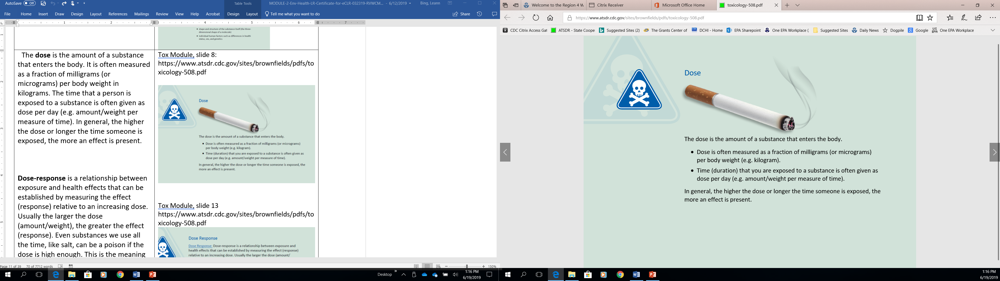 AutoSave Off
Table Tools
MODULE-2-Env-Health-LR-Certificate-for-eCLR-032319-RVWCM... - 6/12/2019
Bing, Leann
File Home Insert Draw Design Layout References Mailings Review View Help Acrobat Design Layout Tell me what you want to do Share
1 2 3 4 5 6 7
shape and structure of the substance itself (the three-
dimensional shape of a molecule)
individual human factors such as differences in health
status, sex, and genetics
The dose is the amount of a substance
that enters the body. It is often measured
as a fraction of milligrams (or
micrograms) per body weight in
kilograms. The time that a person is
exposed to a substance is often given as
dose per day (e.g. amount/weight per
measure of time). In general, the higher
the dose or longer the time someone is
exposed, the more an effect is present.
Dose-response is a relationship between
exposure and health effects that can be
established by measuring the effect
(response) relative to an increasing dose.
Usually the larger the dose
(amount/weight), the greater the effect
(response). Even substances we use all
the time, like salt, can be a poison if the
dose is high enough. This is the meaning
Tox Module, slide 8:
https://www.atsdr.cdc.gov/sites/brownfields/pdfs/to
xicology-508.pdf
Dose
The dose is the amount of a substance that enters the body.
• Dose is often measured as a fraction of milligrams (or micrograms)
per body weight (e.g. kilogram).
• Time (duration) that you are exposed to a substance is often given as
dose per day (e.g. amount/weight per measure of time).
In general, the higher the dose or longer the time someone is exposed, the
more an effect is present.
Tox Module, slide 13
https://www.atsdr.cdc.gov/sites/brownfields/pdfs/to
xicology-508.pdf
Dose Response
Dose Response: Dose-response is a relationship between exposure and
health effects that can be established by measuring the effect (response)
relative to an increasing dose. Usually the larger the dose (amount/
Page 11 of 39 70 of 7712 words
150%
Desktop
1:16 PM
6/19/2019
Welcome to the Region 4 W
Citrix Receiver
Microsoft Office Home
toxicology-508.pdf
https://www.atsdr.cdc.gov/sites/brownfields/pdfs/toxicology-508.pdf
CDC Citrix Access Gat ATSDR - State Coope Suggested Sites (2) The Grants Center of DCHI - Home EPA Sharepoint One EPA Workplace ( Suggested Sites Daily News Dogpile Google US EPA One EPA Workplace
Dose
The dose is the amount of a substance that enters the body.
• Dose is often measured as a fraction of milligrams (or micrograms)
per body weight (e.g. kilogram).
• Time (duration) that you are exposed to a substance is often given as
dose per day (e.g. amount/weight per measure of time).
In general, the higher the dose or longer the time someone is exposed, the
more an effect is present.
1:16 PM
6/19/2019